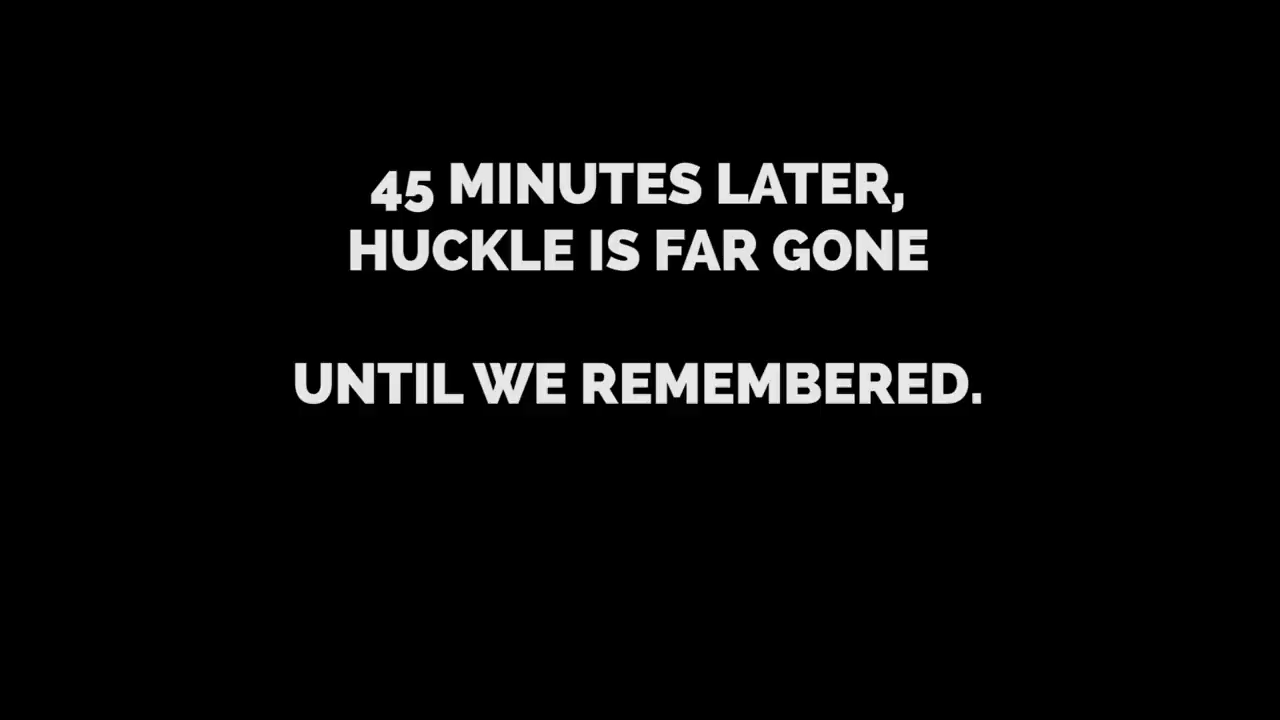 45 MINUTES LATER,
HUCKLE IS FAR GONE
UNTIL WE REMEMBERED.